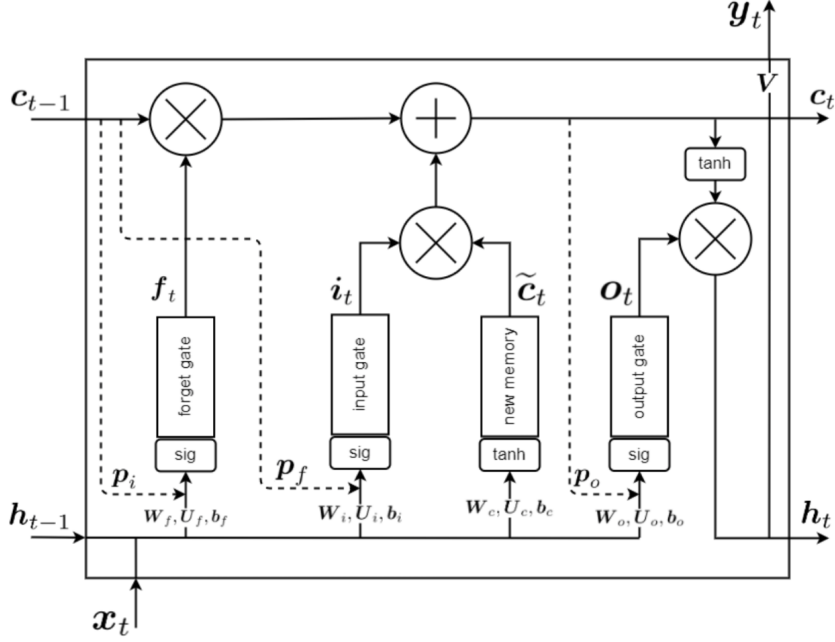 y_t
V
c_{t−1}
c_t
tanh
f_t
i_t
c̃_t
o_t
forget gate
input gate
new memory
output gate
sig
sig
tanh
sig
p_i
p_f
p_o
W_f, U_f, b_f
W_i, U_i, b_i
W_c, U_c, b_c
W_o, U_o, b_o
h_{t−1}
h_t
x_t